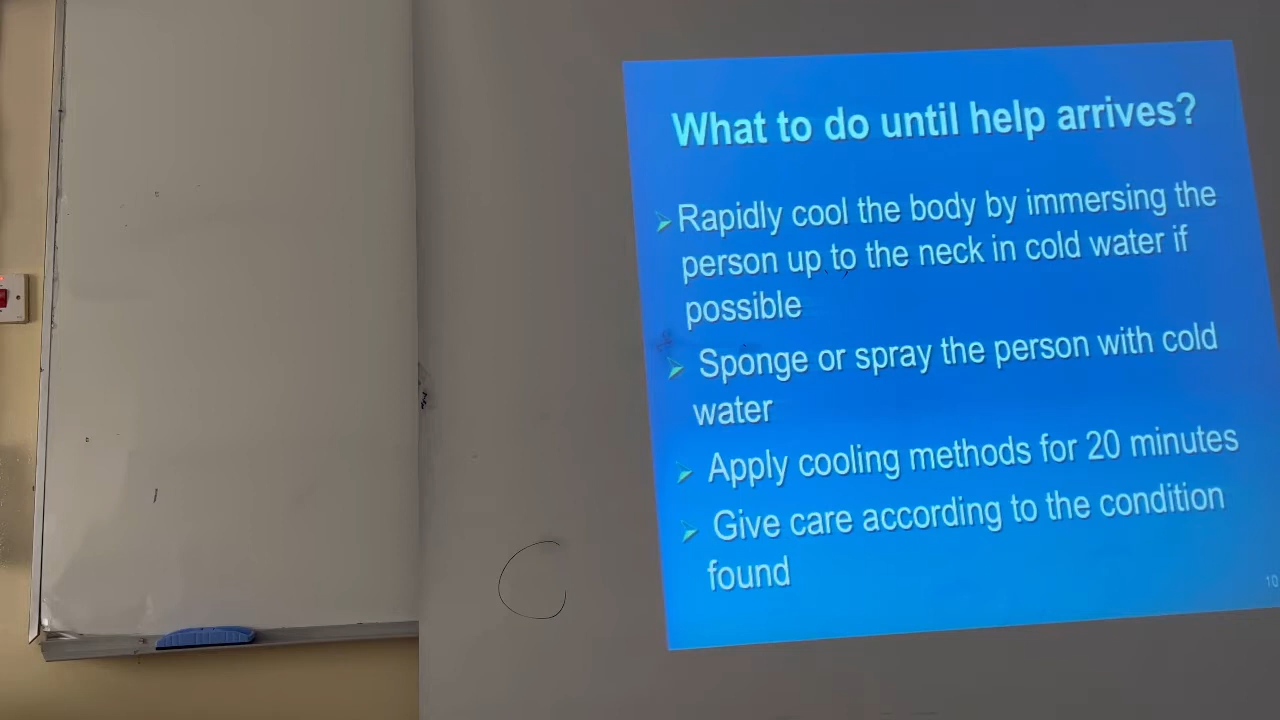 What to do until help arrives?
Rapidly cool the body by immersing the
person up to the neck in cold water if
possible
Sponge or spray the person with cold
water
Apply cooling methods for 20 minutes
Give care according to the condition
found
10